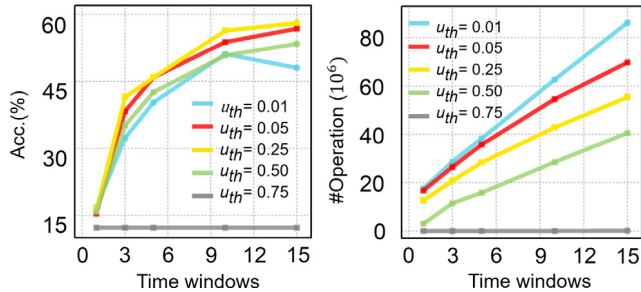 60
45
30
15
Acc.(%)
u_th = 0.01
u_th = 0.05
u_th = 0.25
u_th = 0.50
u_th = 0.75
0 3 6 9 12 15
Time windows
80
60
40
20
0
#Operation (10⁶)
u_th = 0.01
u_th = 0.05
u_th = 0.25
u_th = 0.50
u_th = 0.75
0 3 6 9 12 15
Time windows